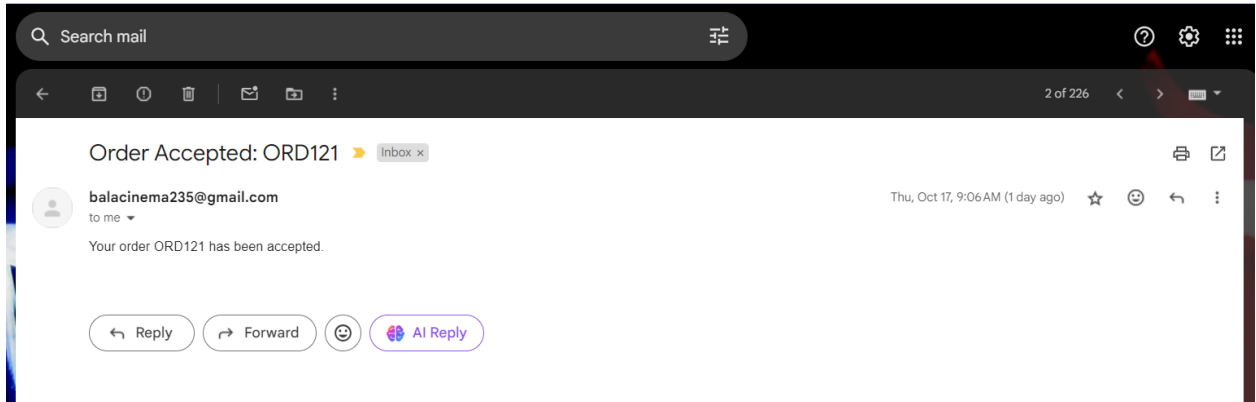 Search mail
2 of 226
Order Accepted: ORD121 Inbox ×
balacinema235@gmail.com Thu, Oct 17, 9:06 AM (1 day ago)
to me
Your order ORD121 has been accepted.
Reply Forward AI Reply